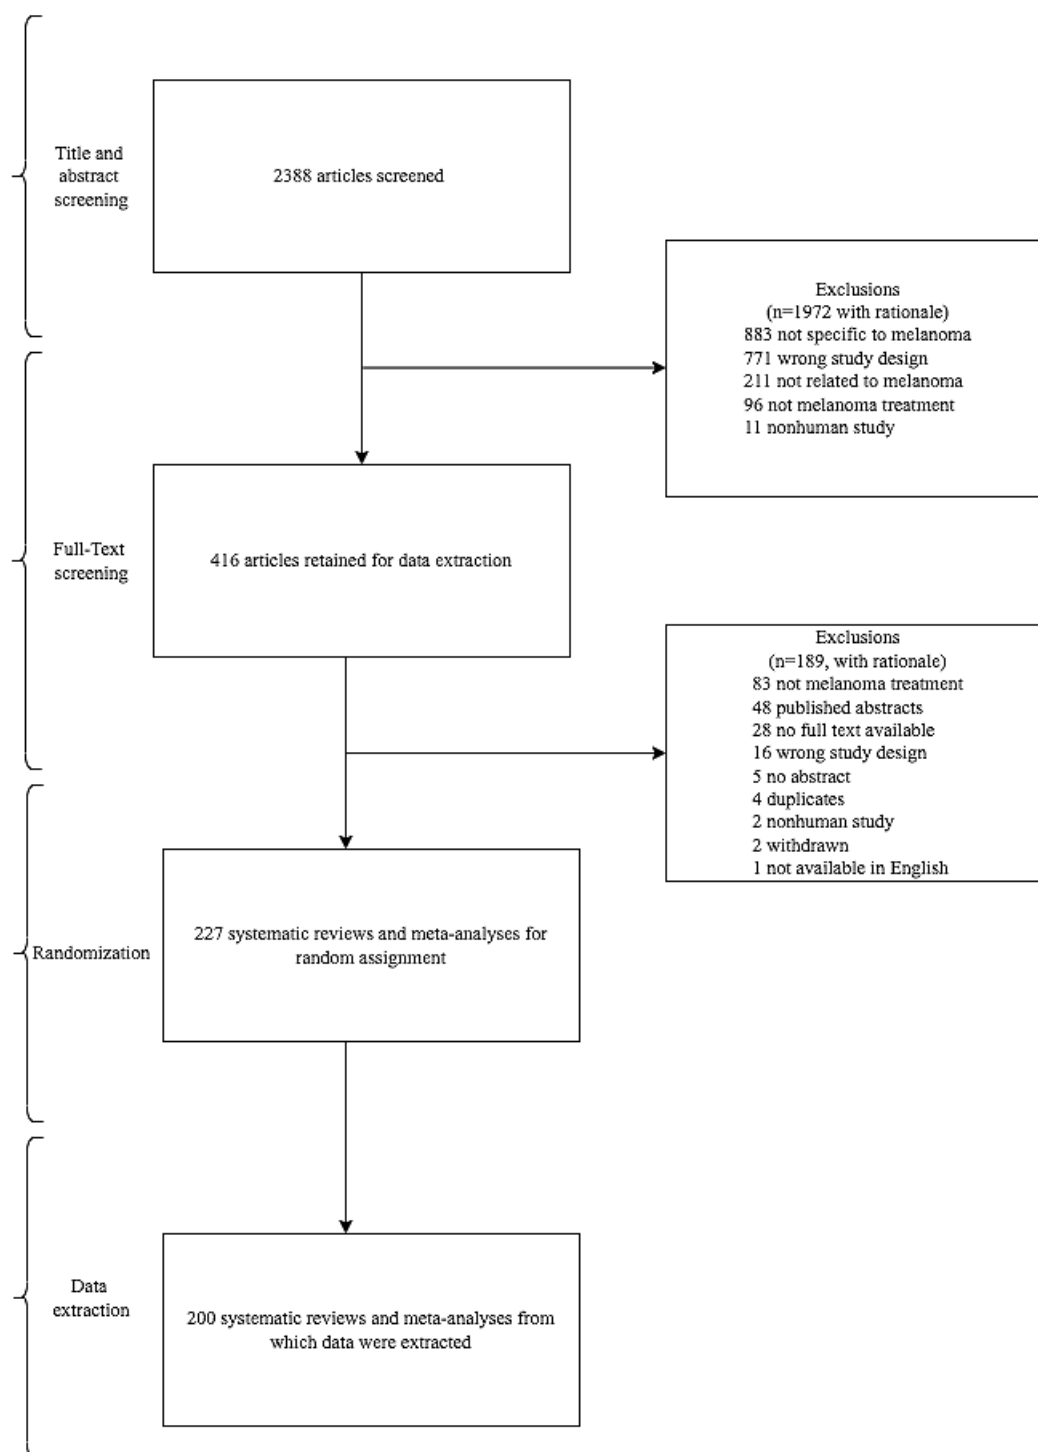 Title and
abstract
screening
2388 articles screened
Exclusions
(n=1972 with rationale)
883 not specific to melanoma
771 wrong study design
211 not related to melanoma
96 not melanoma treatment
11 nonhuman study
Full-Text
screening
416 articles retained for data extraction
Exclusions
(n=189, with rationale)
83 not melanoma treatment
48 published abstracts
28 no full text available
16 wrong study design
5 no abstract
4 duplicates
2 nonhuman study
2 withdrawn
1 not available in English
Randomization
227 systematic reviews and meta-analyses for
random assignment
Data
extraction
200 systematic reviews and meta-analyses from
which data were extracted